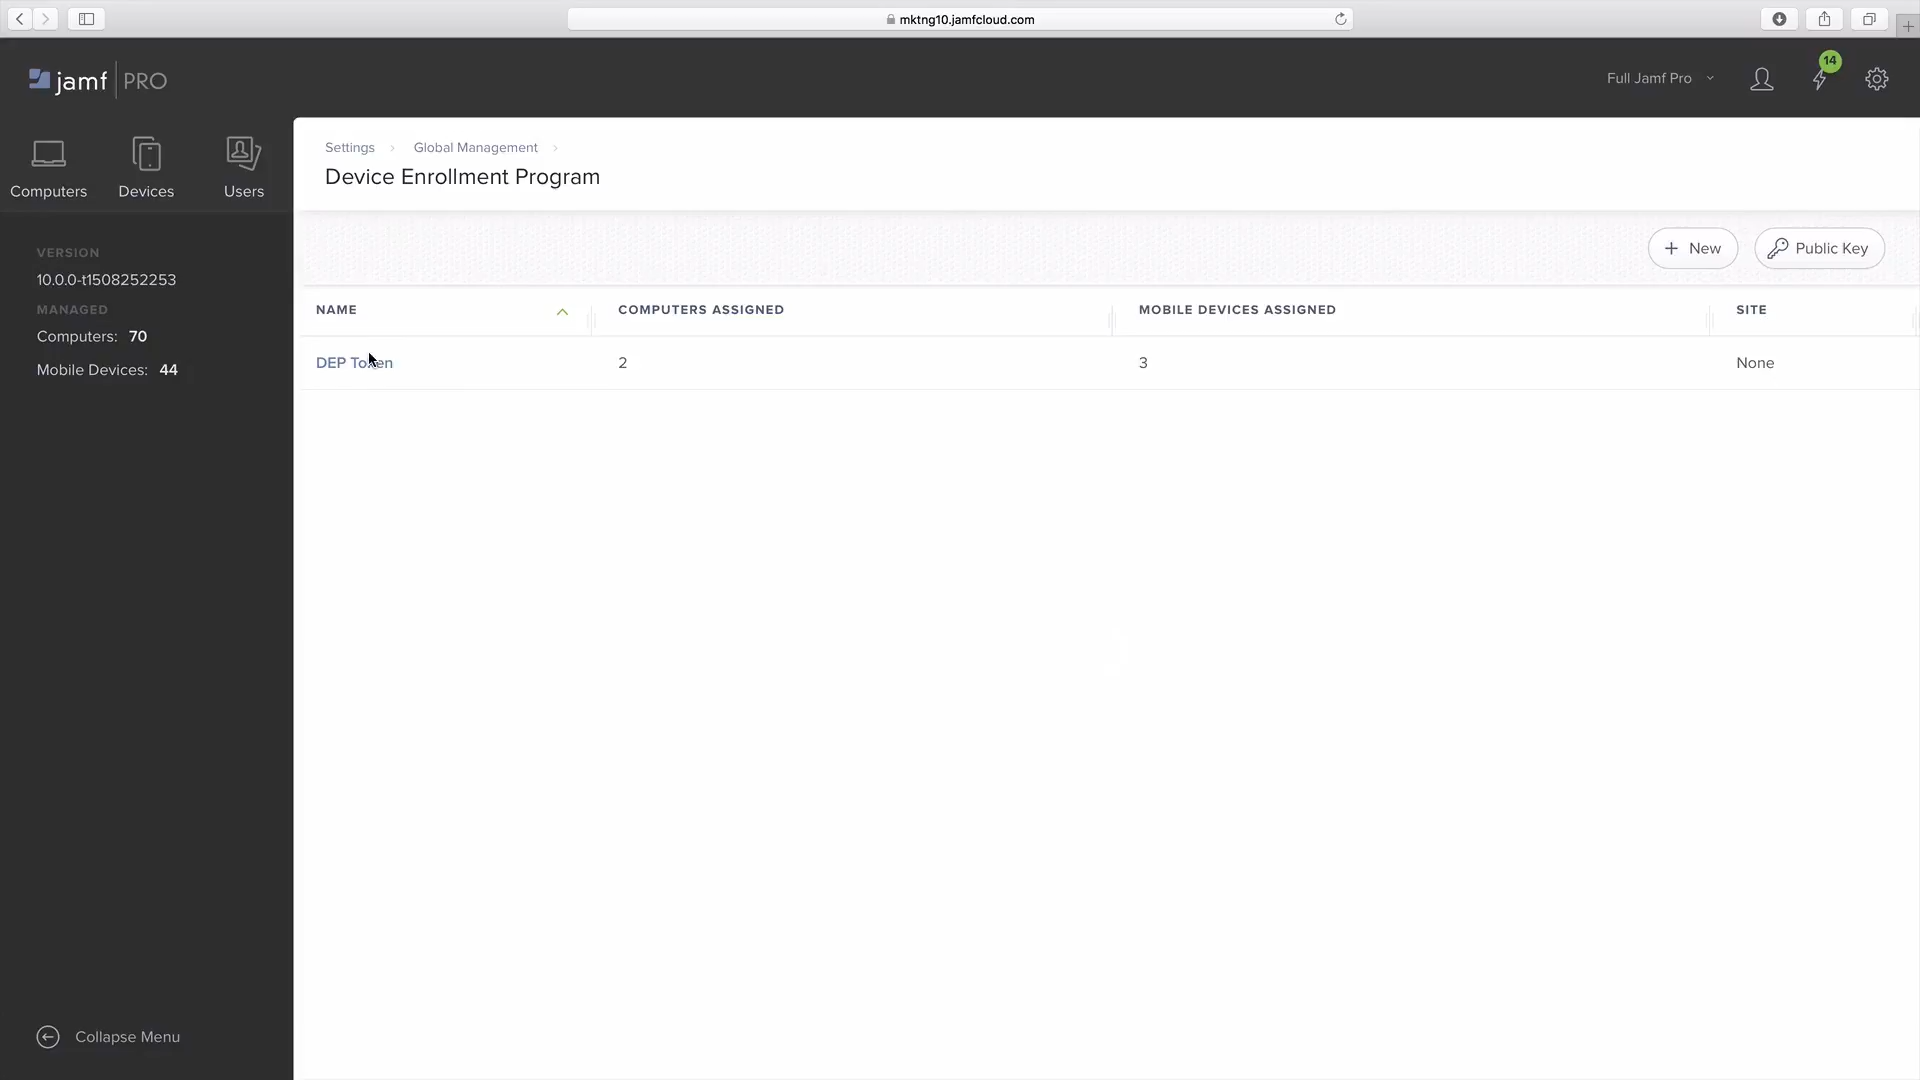 mktng10.jamfcloud.com
jamf PRO
Full Jamf Pro
14
Computers
Devices
Users
VERSION
10.0.0-t1508252253
MANAGED
Computers: 70
Mobile Devices: 44
Collapse Menu
Settings Global Management
Device Enrollment Program
New
Public Key
NAME COMPUTERS ASSIGNED MOBILE DEVICES ASSIGNED SITE
DEP Token 2 3 None